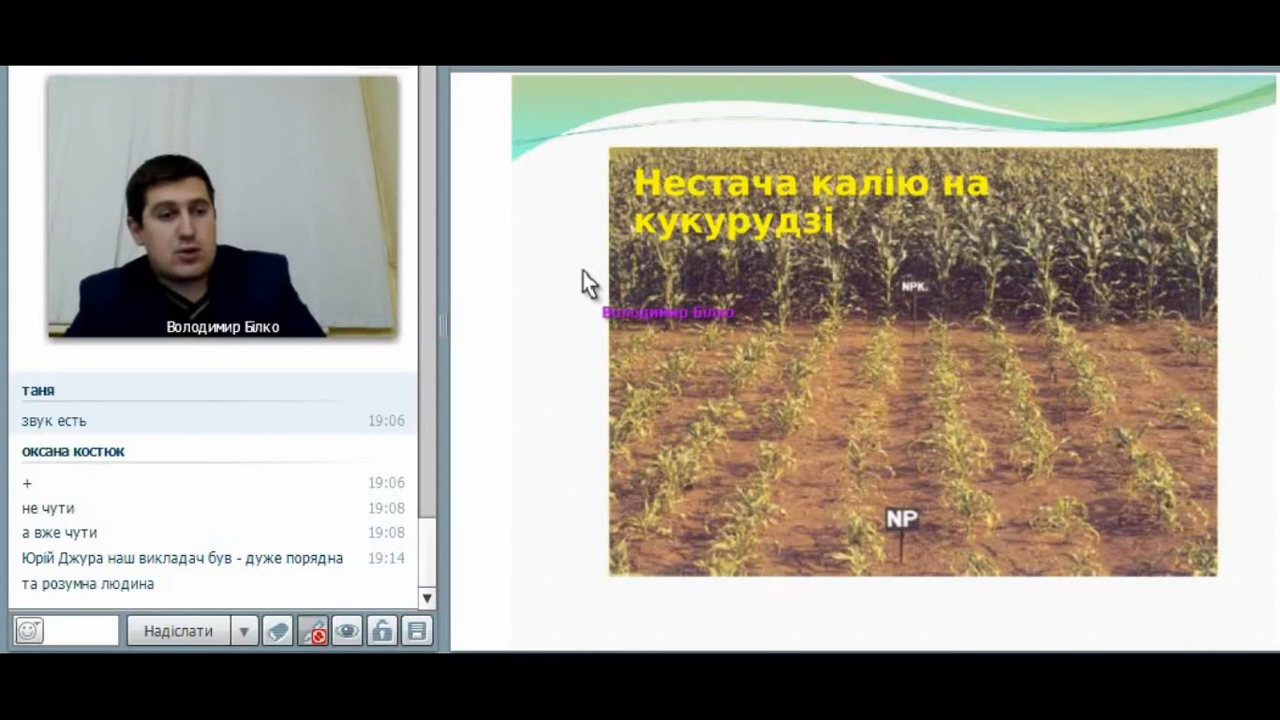 Володимир Білко
таня
звук есть 19:06
оксана костюк
+ 19:06
не чути 19:08
а вже чути 19:08
Юрій Джура наш викладач був - дуже порядна 19:14
та розумна людина
Надіслати
Нестача калію на
кукурудзі
NPK
Володимир Білко
NP